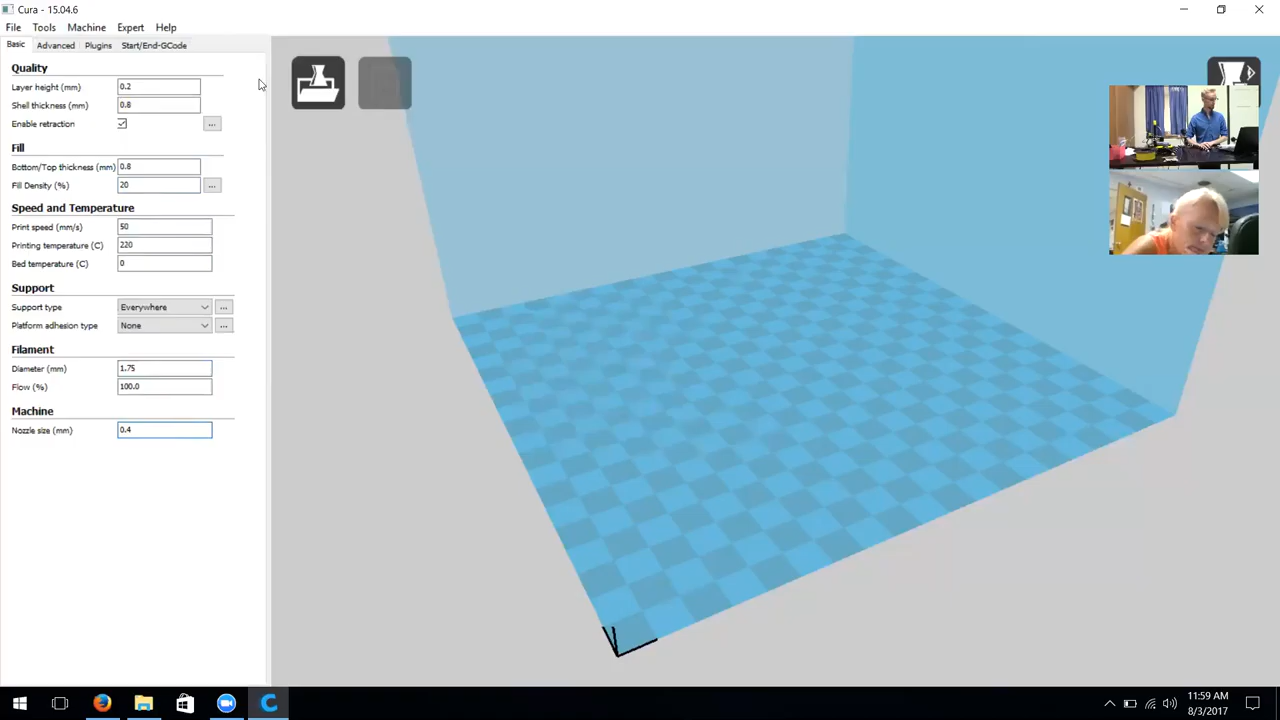 Cura - 15.04.6
File Tools Machine Expert Help
Basic Advanced Plugins Start/End-GCode
Quality
Layer height (mm) 0.2
Shell thickness (mm) 0.8
Enable retraction ...
Fill
Bottom/Top thickness (mm) 0.8
Fill Density (%) 20 ...
Speed and Temperature
Print speed (mm/s) 50
Printing temperature (C) 220
Bed temperature (C) 0
Support
Support type Everywhere ...
Platform adhesion type None ...
Filament
Diameter (mm) 1.75
Flow (%) 100.0
Machine
Nozzle size (mm) 0.4
11:59 AM
8/3/2017